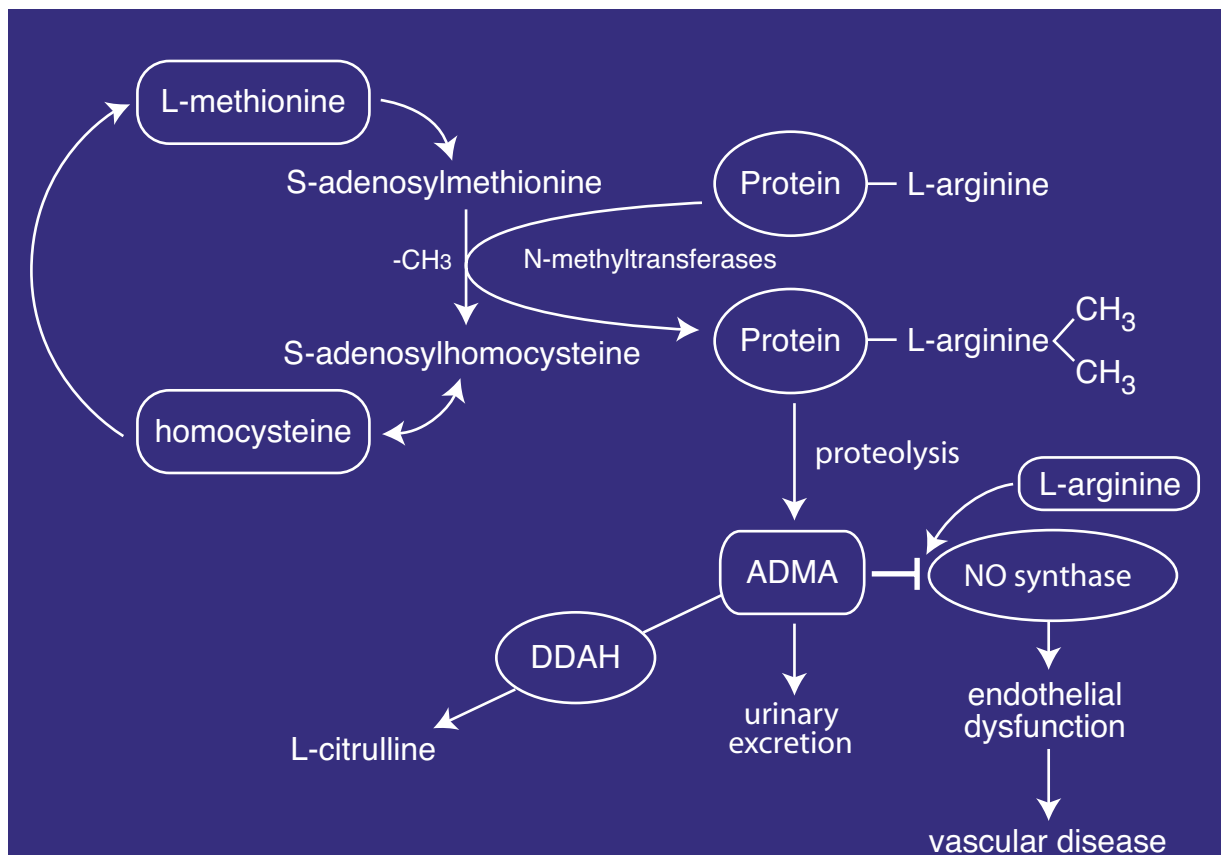 L-methionine
S-adenosylmethionine
Protein
L-arginine
-CH3
N-methyltransferases
S-adenosylhomocysteine
Protein
L-arginine
CH3
CH3
homocysteine
proteolysis
L-arginine
ADMA
NO synthase
DDAH
urinary
excretion
endothelial
dysfunction
L-citrulline
vascular disease